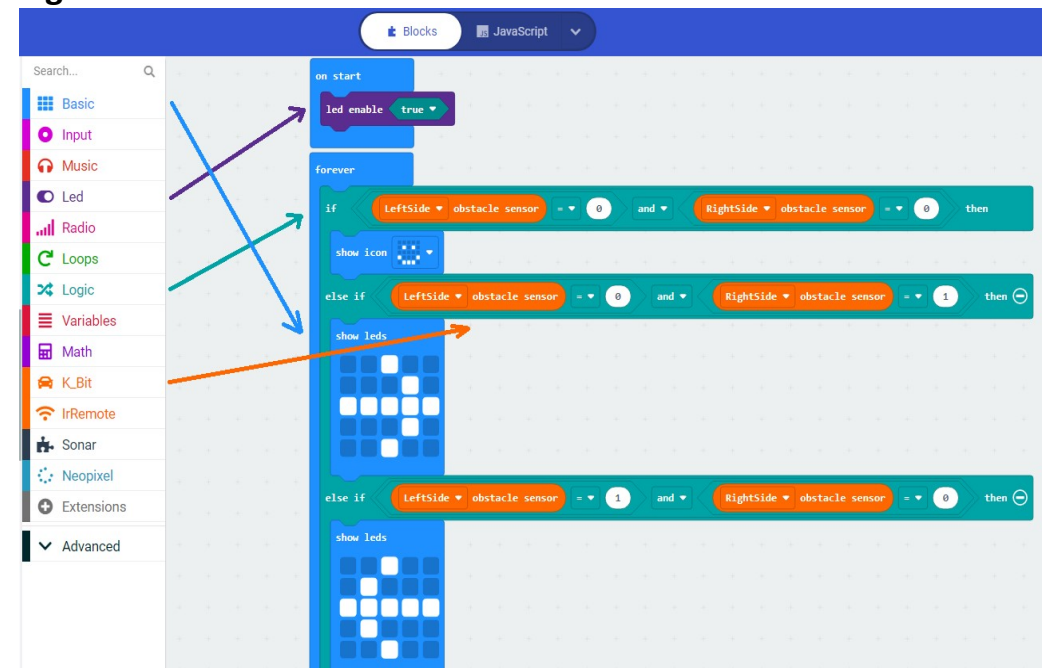 Blocks JavaScript
Search...
Basic
Input
Music
Led
Radio
Loops
Logic
Variables
Math
K_Bit
IrRemote
Sonar
Neopixel
Extensions
Advanced
on start
led enable true
forever
if LeftSide obstacle sensor = 0 and RightSide obstacle sensor = 0 then
show icon
else if LeftSide obstacle sensor = 0 and RightSide obstacle sensor = 1 then
show leds
else if LeftSide obstacle sensor = 1 and RightSide obstacle sensor = 0 then
show leds